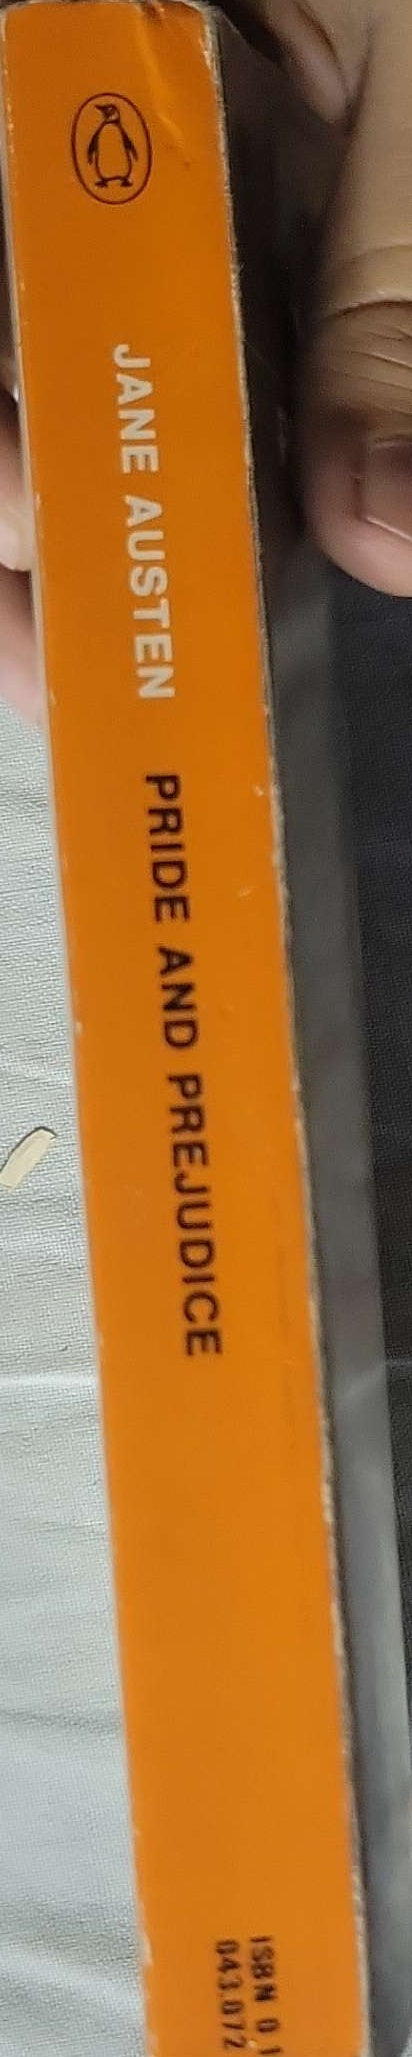 JANE AUSTEN PRIDE AND PREJUDICE
ISBN 0 1
043.072